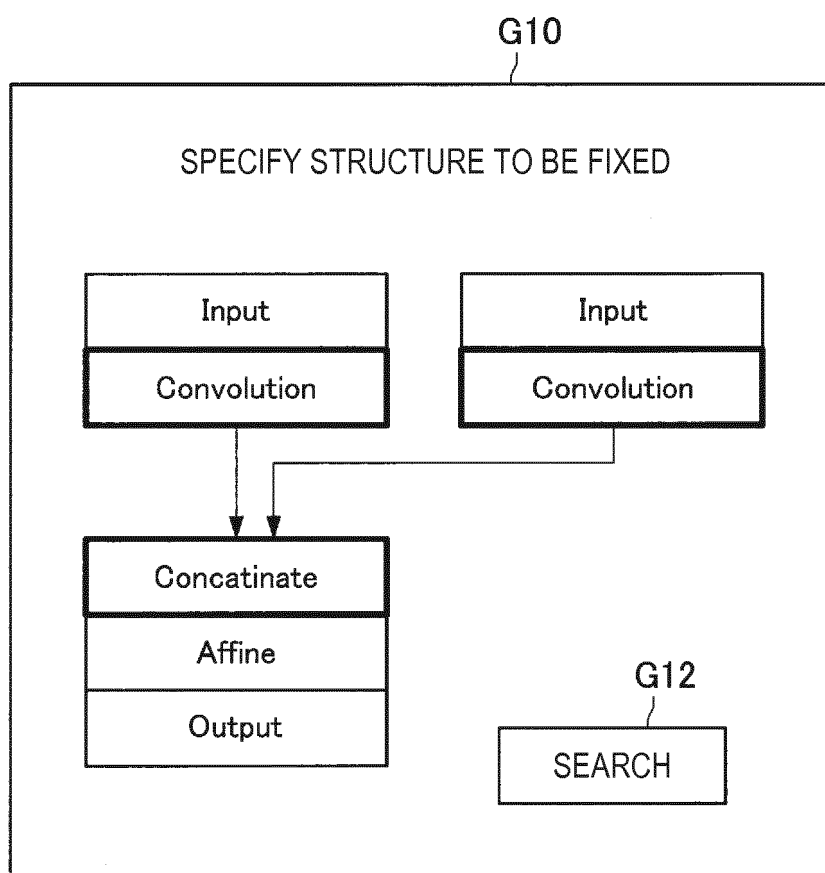 G10
SPECIFY STRUCTURE TO BE FIXED
Input
Input
Convolution
Convolution
Concatinate
Affine
Output
G12
SEARCH